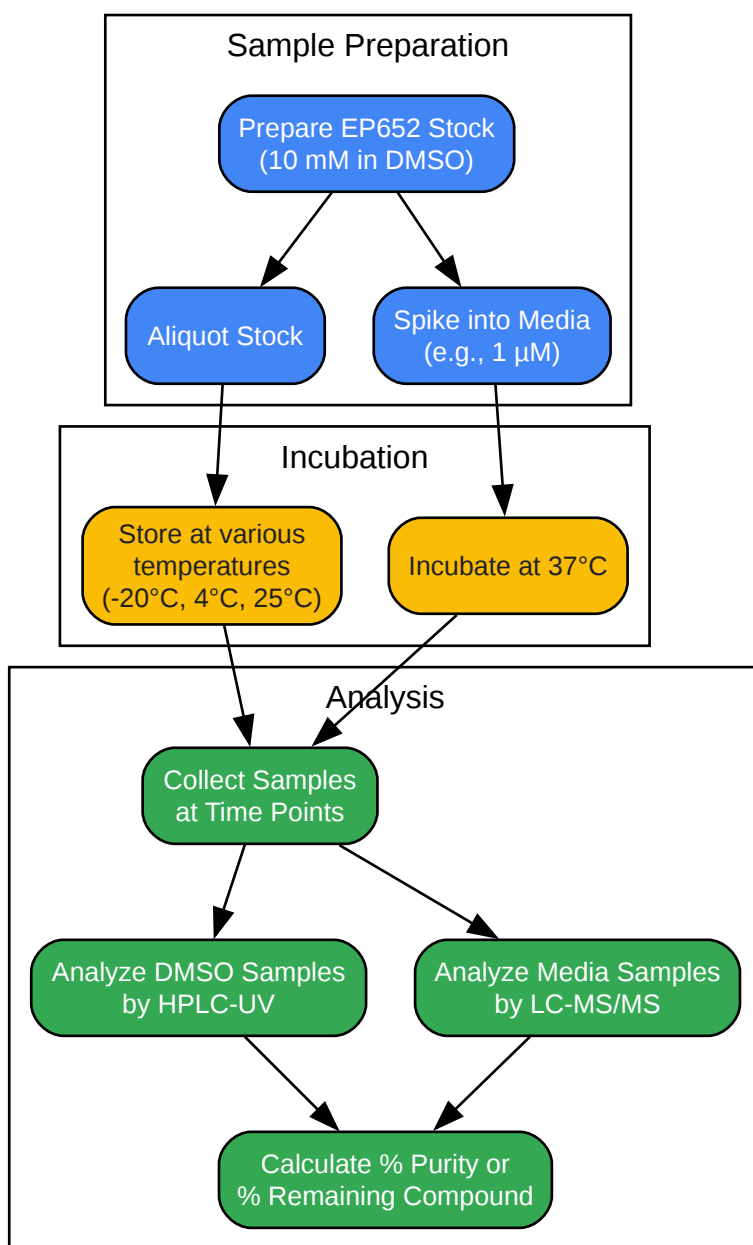 Sample Preparation
Prepare EP652 Stock
(10 mM in DMSO)
Aliquot Stock
Spike into Media
(e.g., 1 µM)
Incubation
Store at various
temperatures
(-20°C, 4°C, 25°C)
Incubate at 37°C
Analysis
Collect Samples
at Time Points
Analyze DMSO Samples
by HPLC-UV
Analyze Media Samples
by LC-MS/MS
Calculate % Purity or
% Remaining Compound